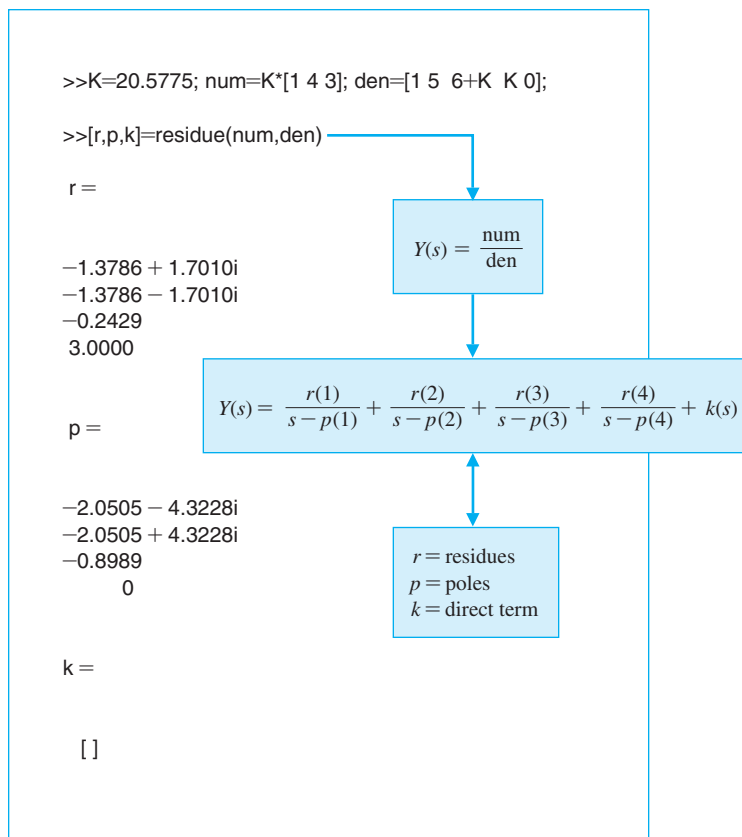 >>K=20.5775; num=K*[1 4 3]; den=[1 5 6+K K 0];
>>[r,p,k]=residue(num,den)
r =
−1.3786 + 1.7010i
−1.3786 − 1.7010i
−0.2429
3.0000
p =
−2.0505 − 4.3228i
−2.0505 + 4.3228i
−0.8989
0
k =
[ ]
Y(s) = num/den
Y(s) = r(1)/(s − p(1)) + r(2)/(s − p(2)) + r(3)/(s − p(3)) + r(4)/(s − p(4)) + k(s)
r = residues
p = poles
k = direct term